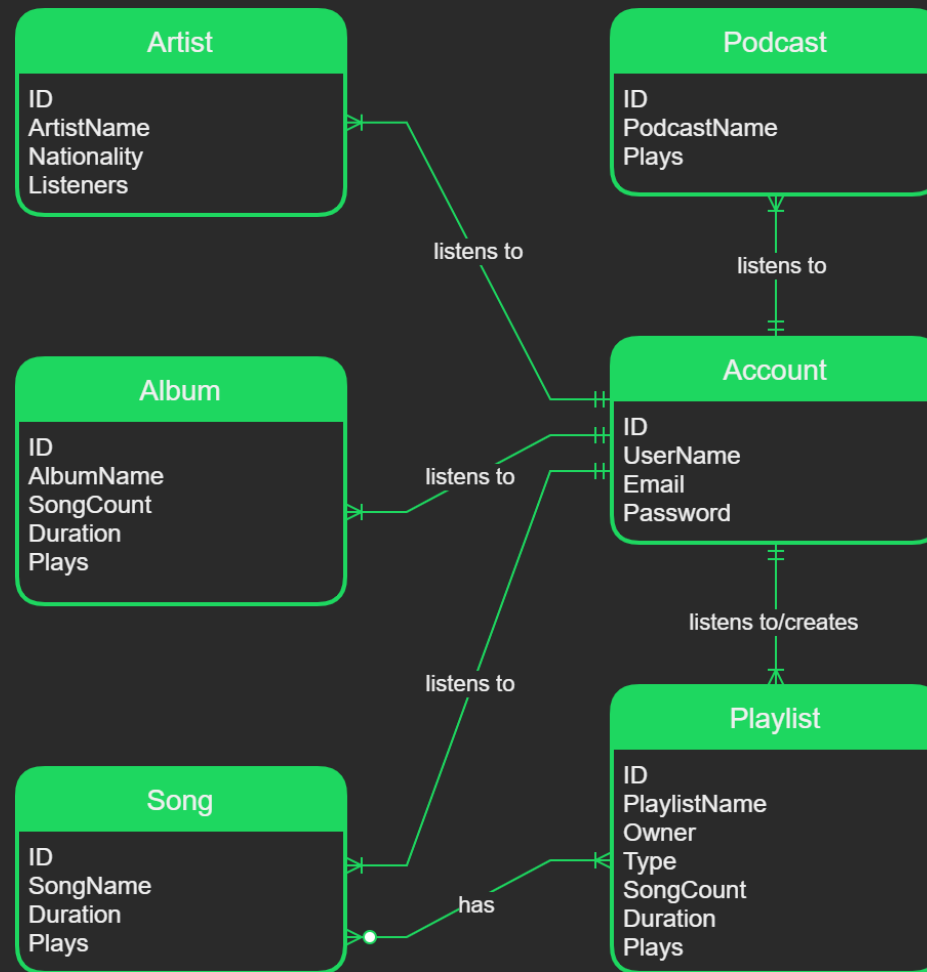 Artist
ID
ArtistName
Nationality
Listeners
Podcast
ID
PodcastName
Plays
listens to
listens to
Album
ID
AlbumName
SongCount
Duration
Plays
Account
ID
UserName
Email
Password
listens to
listens to/creates
listens to
Song
ID
SongName
Duration
Plays
Playlist
ID
PlaylistName
Owner
Type
SongCount
Duration
Plays
has